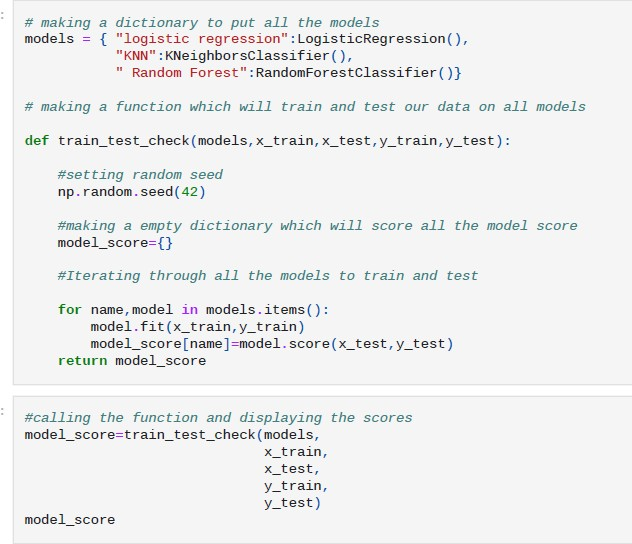 # making a dictionary to put all the models
models = { "logistic regression":LogisticRegression(),
           "KNN":KNeighborsClassifier(),
           " Random Forest":RandomForestClassifier()}
# making a function which will train and test our data on all models
def train_test_check(models,x_train,x_test,y_train,y_test):
    #setting random seed
    np.random.seed(42)
    #making a empty dictionary which will score all the model score
    model_score={}
    #Iterating through all the models to train and test
    for name,model in models.items():
        model.fit(x_train,y_train)
        model_score[name]=model.score(x_test,y_test)
    return model_score
#calling the function and displaying the scores
model_score=train_test_check(models,
                             x_train,
                             x_test,
                             y_train,
                             y_test)
model_score